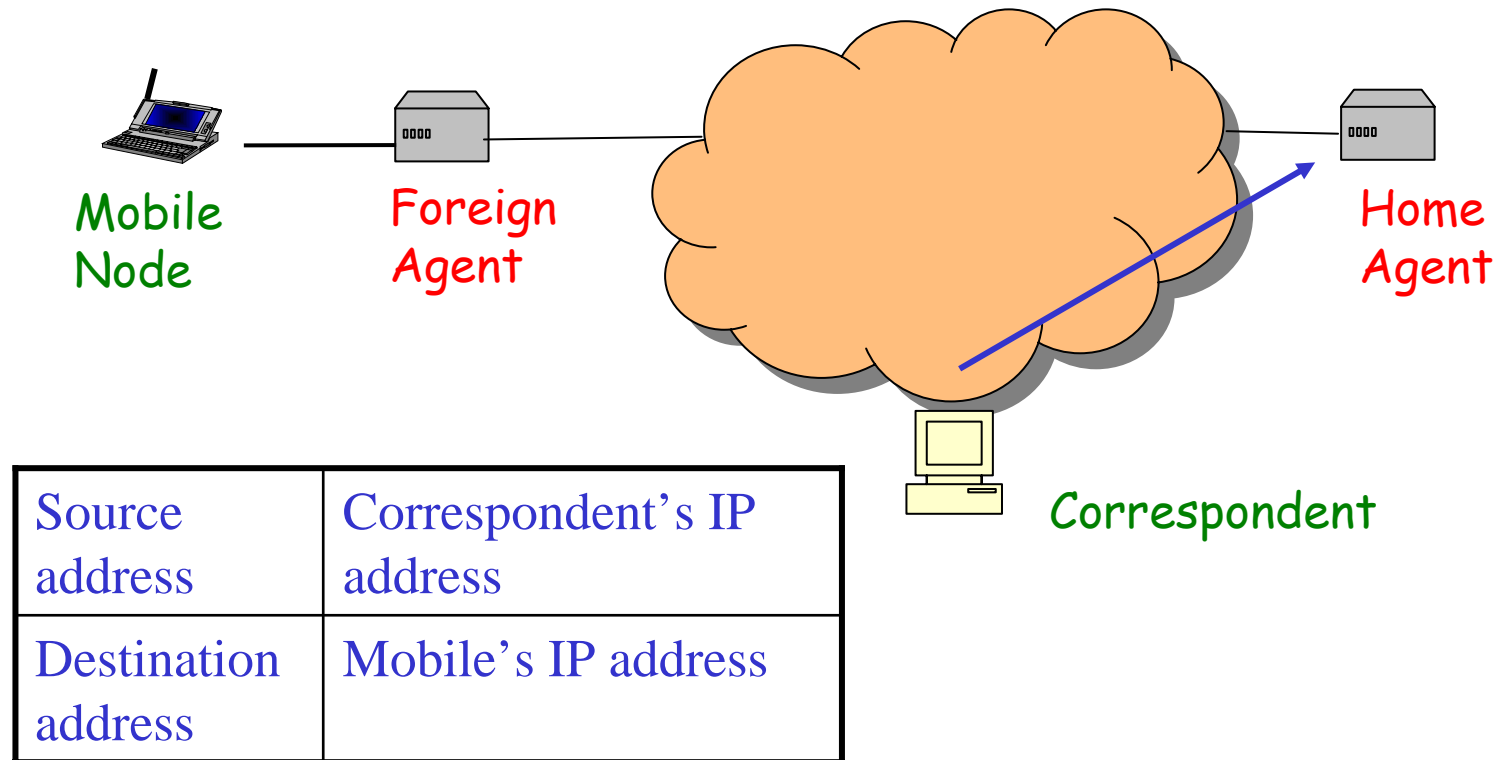 Mobile
Node
Foreign
Agent
Home
Agent
Correspondent
Source
address
Correspondent's IP
address
Destination
address
Mobile's IP address